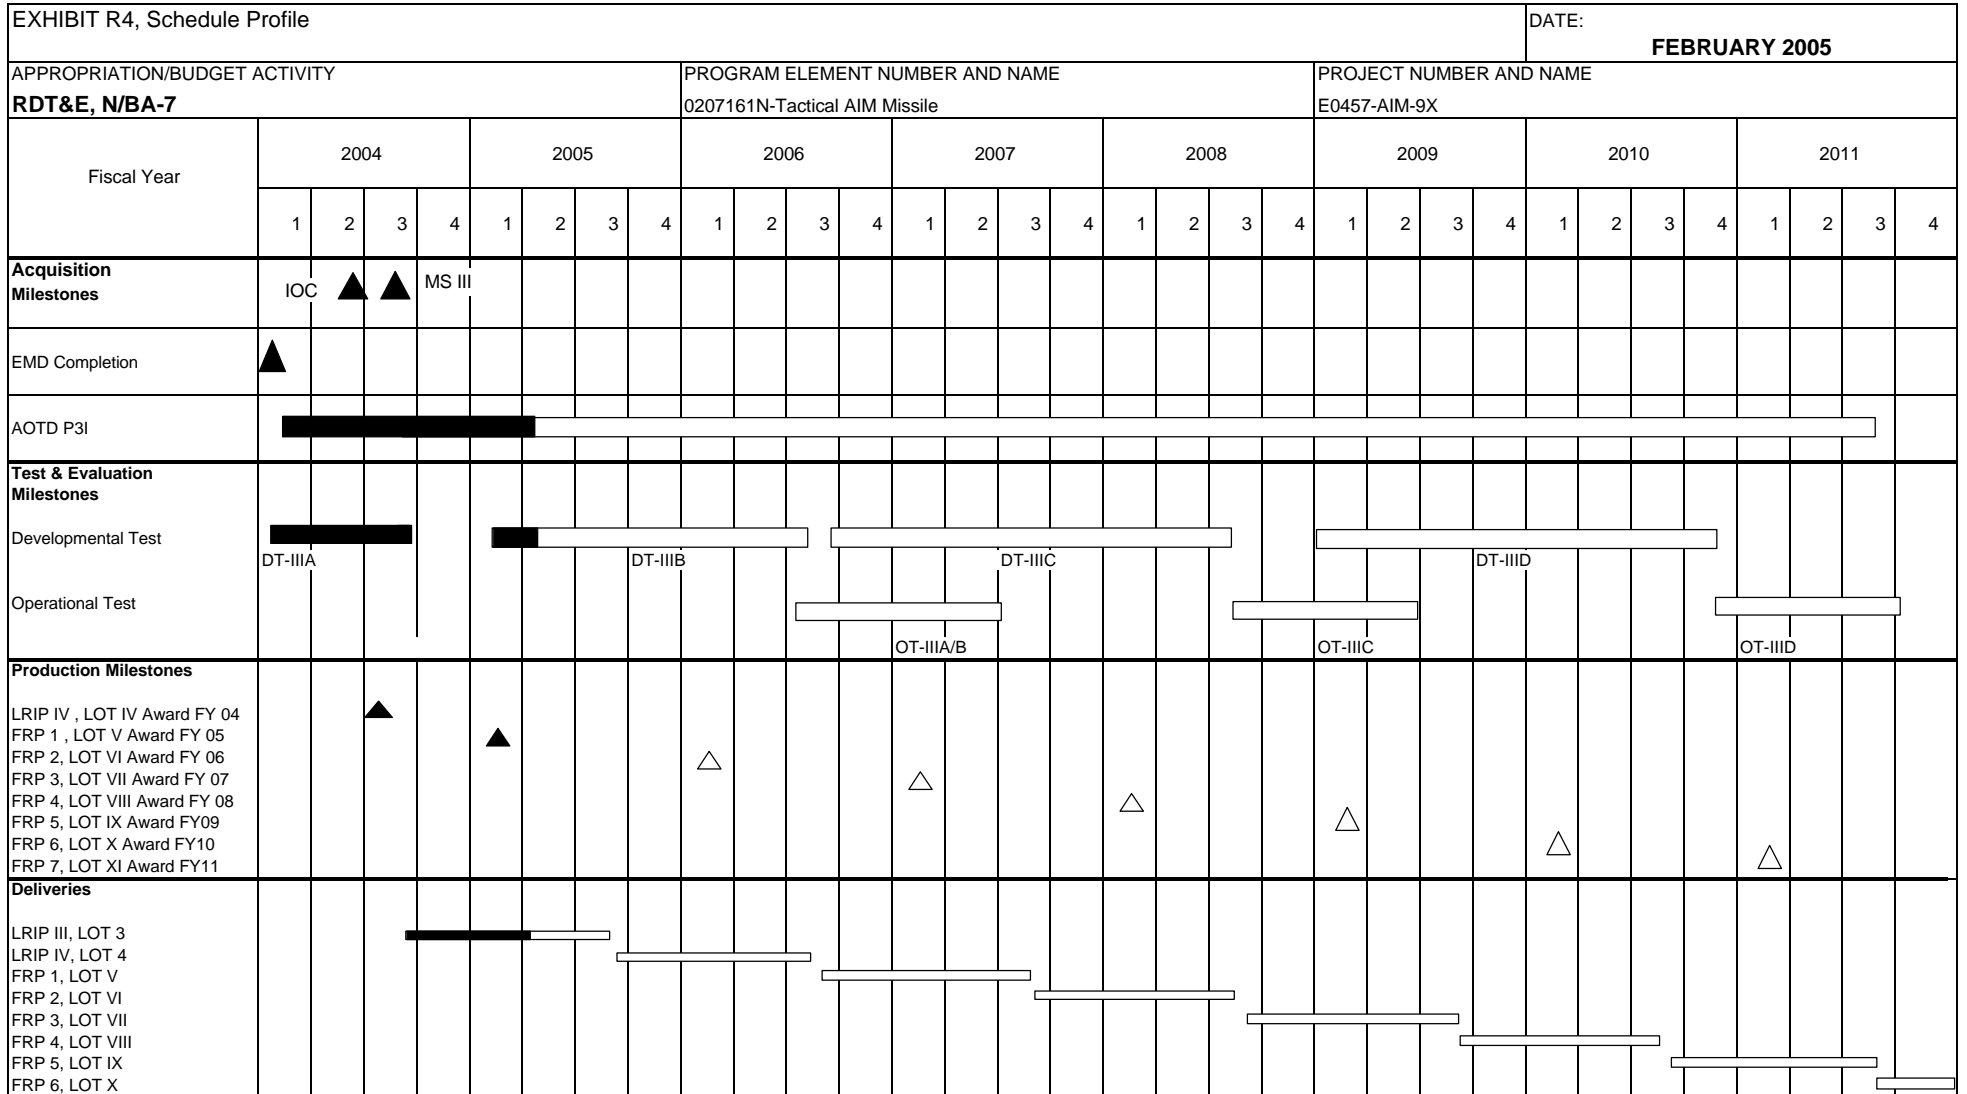 EXHIBIT R4, Schedule Profile
DATE:
FEBRUARY 2005
APPROPRIATION/BUDGET ACTIVITY
PROGRAM ELEMENT NUMBER AND NAME
PROJECT NUMBER AND NAME
RDT&E, N/BA-7
0207161N-Tactical AIM Missile
E0457-AIM-9X
Fiscal Year
2004 2005 2006 2007 2008 2009 2010 2011
1 2 3 4 1 2 3 4 1 2 3 4 1 2 3 4 1 2 3 4 1 2 3 4 1 2 3 4 1 2 3 4
Acquisition
Milestones
IOC MS III
EMD Completion
AOTD P3I
Test & Evaluation
Milestones
Developmental Test
DT-IIIA DT-IIIB DT-IIIC DT-IIID
Operational Test
OT-IIIA/B OT-IIIC OT-IIID
Production Milestones
LRIP IV , LOT IV Award FY 04
FRP 1 , LOT V Award FY 05
FRP 2, LOT VI Award FY 06
FRP 3, LOT VII Award FY 07
FRP 4, LOT VIII Award FY 08
FRP 5, LOT IX Award FY09
FRP 6, LOT X Award FY10
FRP 7, LOT XI Award FY11
Deliveries
LRIP III, LOT 3
LRIP IV, LOT 4
FRP 1, LOT V
FRP 2, LOT VI
FRP 3, LOT VII
FRP 4, LOT VIII
FRP 5, LOT IX
FRP 6, LOT X